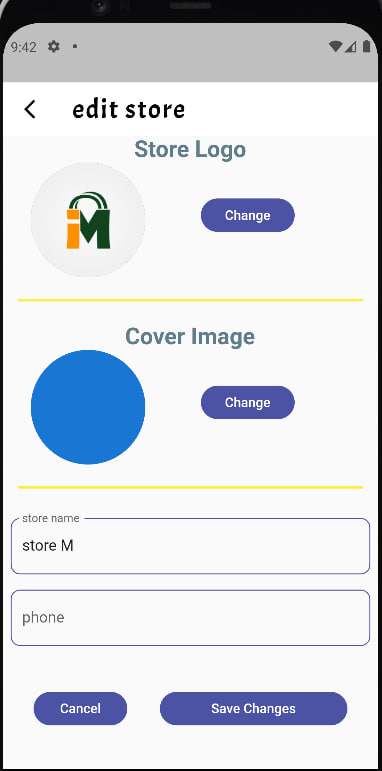 9:42
edit store
Store Logo
iM
Change
Cover Image
Change
store name
store M
phone
Cancel
Save Changes